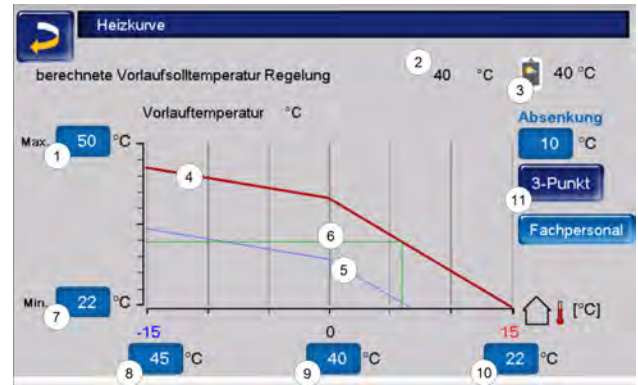 Heizkurve
berechnete Vorlaufsolltemperatur Regelung 2 40 °C 3 40 °C
Vorlauftemperatur °C
Absenkung
Max. 1 50 °C
10 °C
4
3-Punkt
11
6
Fachpersonal
5
Min. 7 22 °C
[°C]
-15 0 15
8 45 °C 9 40 °C 10 22 °C